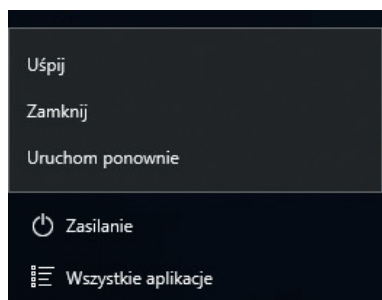 Uśpij
Zamknij
Uruchom ponownie
Zasilanie
Wszystkie aplikacje